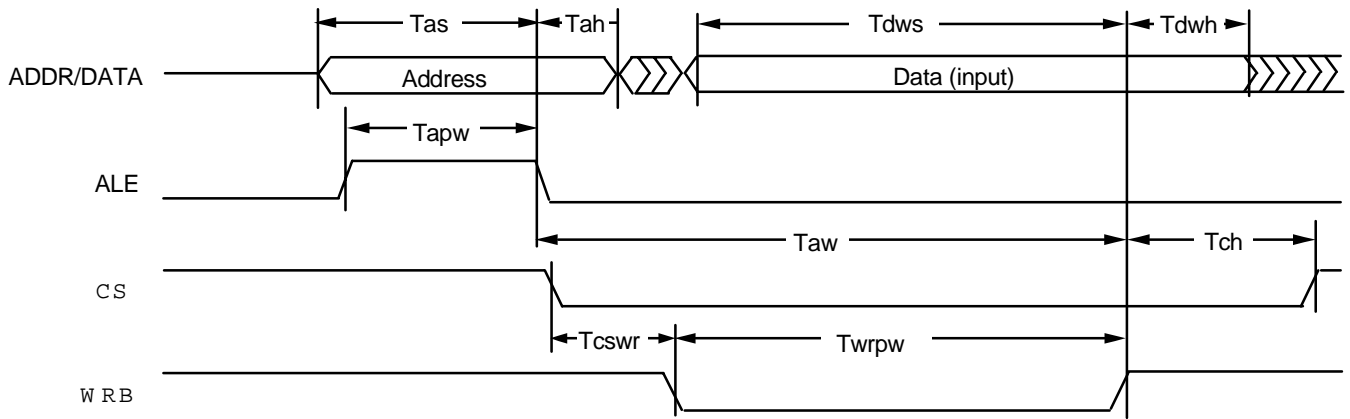 Tas Tah Tdws Tdwh
ADDR/DATA Address Data (input)
Tapw
ALE
Taw Tch
CS
Tcswr Twrpw
WRB